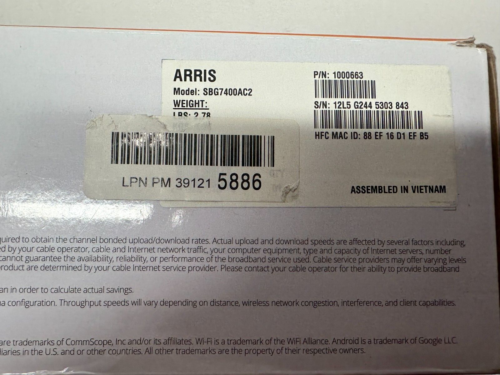 ARRIS
Model: SBG7400AC2
WEIGHT:
LBS: 2.78
P/N: 1000663
S/N: 12L5 G244 5303 843
HFC MAC ID: 88 EF 16 D1 EF B5
LPN PM 39121 5886
ASSEMBLED IN VIETNAM
quired to obtain the channel bonded upload/download rates. Actual upload and download speeds are affected by several factors including,
ed by your cable operator, cable and Internet network traffic, your computer equipment, type and capacity of Internet servers, number
cannot guarantee the availability, reliability, or performance of the broadband service used. Cable service providers may offer varying levels
roduct are determined by your cable Internet service provider. Please contact your cable operator for their ability to provide broadband
an in order to calculate actual savings.
na configuration. Throughput speeds will vary depending on distance, wireless network congestion, interference, and client capabilities.
are trademarks of CommScope, Inc and/or its affiliates. Wi-Fi is a trademark of the WiFi Alliance. Android is a trademark of Google LLC.
diaries in the U.S. and or other countries. All other trademarks are the property of their respective owners.